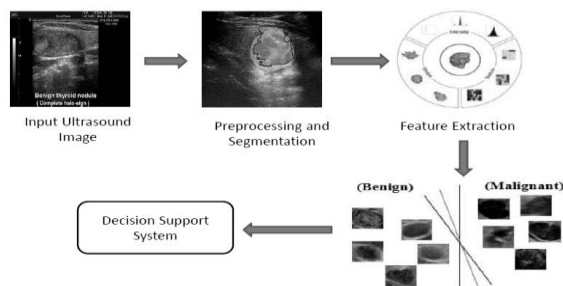 Benign thyroid nodule
(Complete halo-sign)
Input Ultrasound
Image
Preprocessing and
Segmentation
Intensity
Shape
Feature Extraction
(Benign)
(Malignant)
Decision Support
System